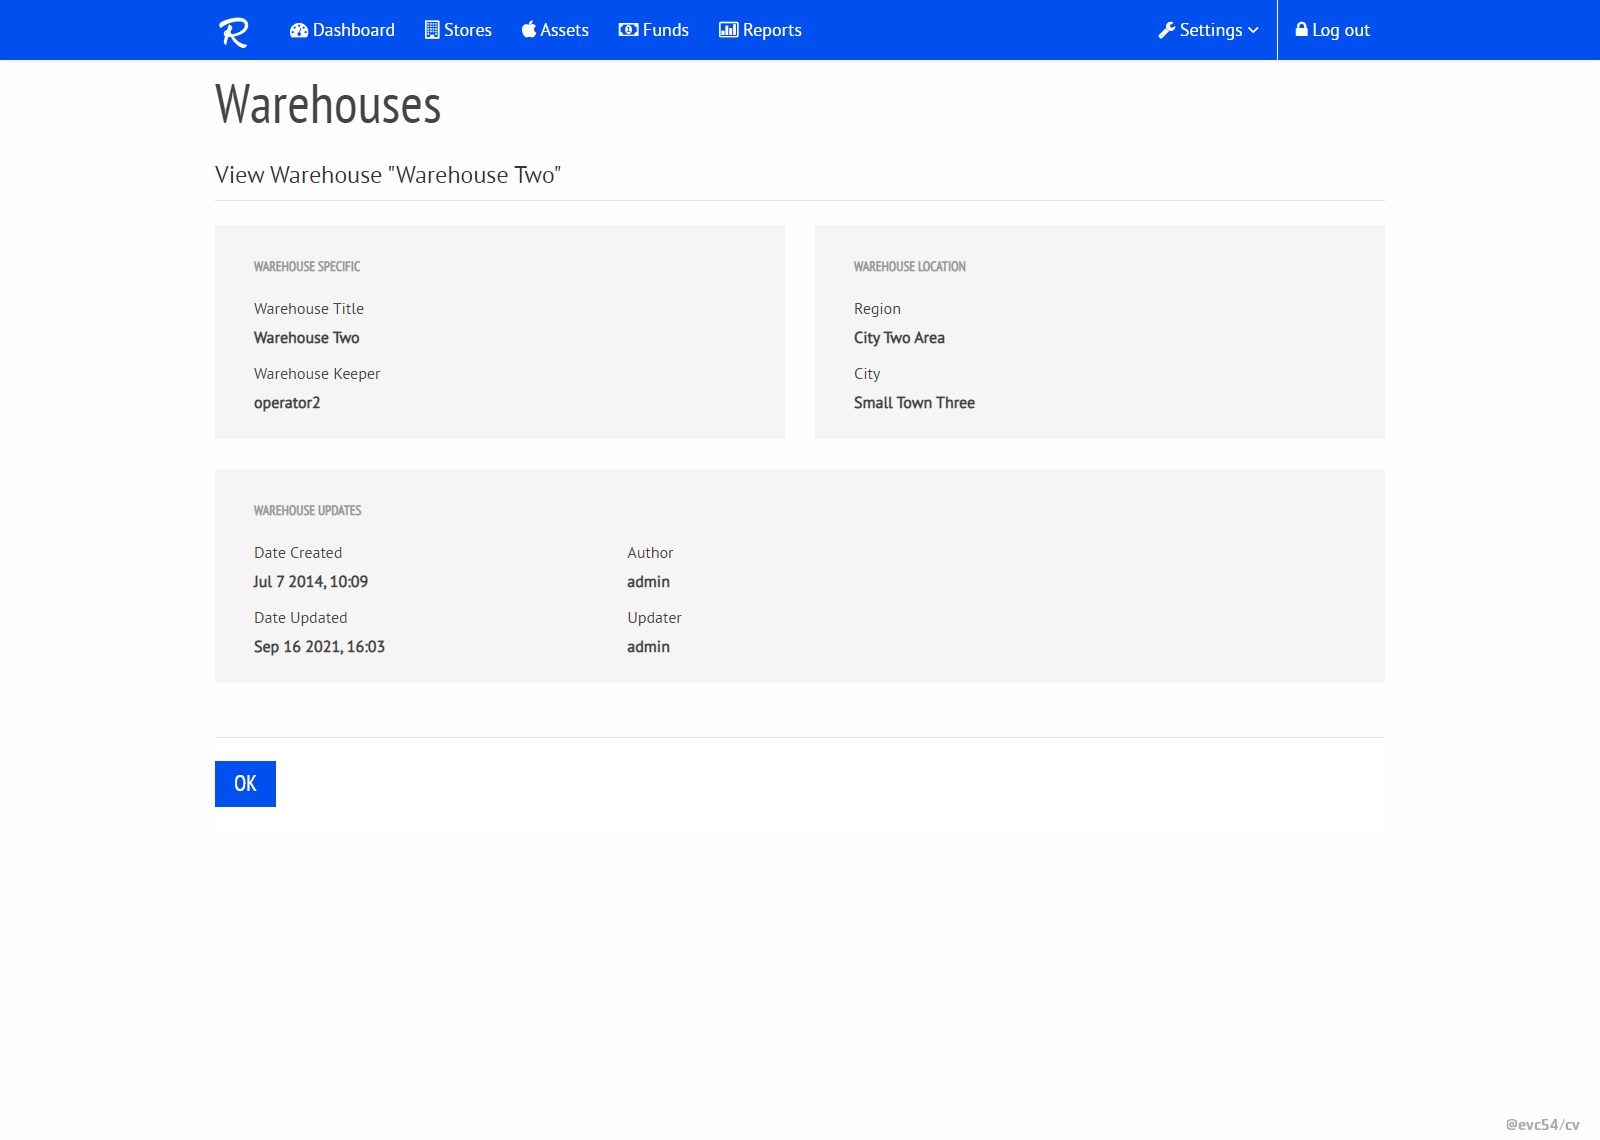 R Dashboard Stores Assets Funds Reports Settings Log out
Warehouses
View Warehouse "Warehouse Two"
WAREHOUSE SPECIFIC
Warehouse Title
Warehouse Two
Warehouse Keeper
operator2
WAREHOUSE LOCATION
Region
City Two Area
City
Small Town Three
WAREHOUSE UPDATES
Date Created
Jul 7 2014, 10:09
Author
admin
Date Updated
Sep 16 2021, 16:03
Updater
admin
OK
@evc54/cv